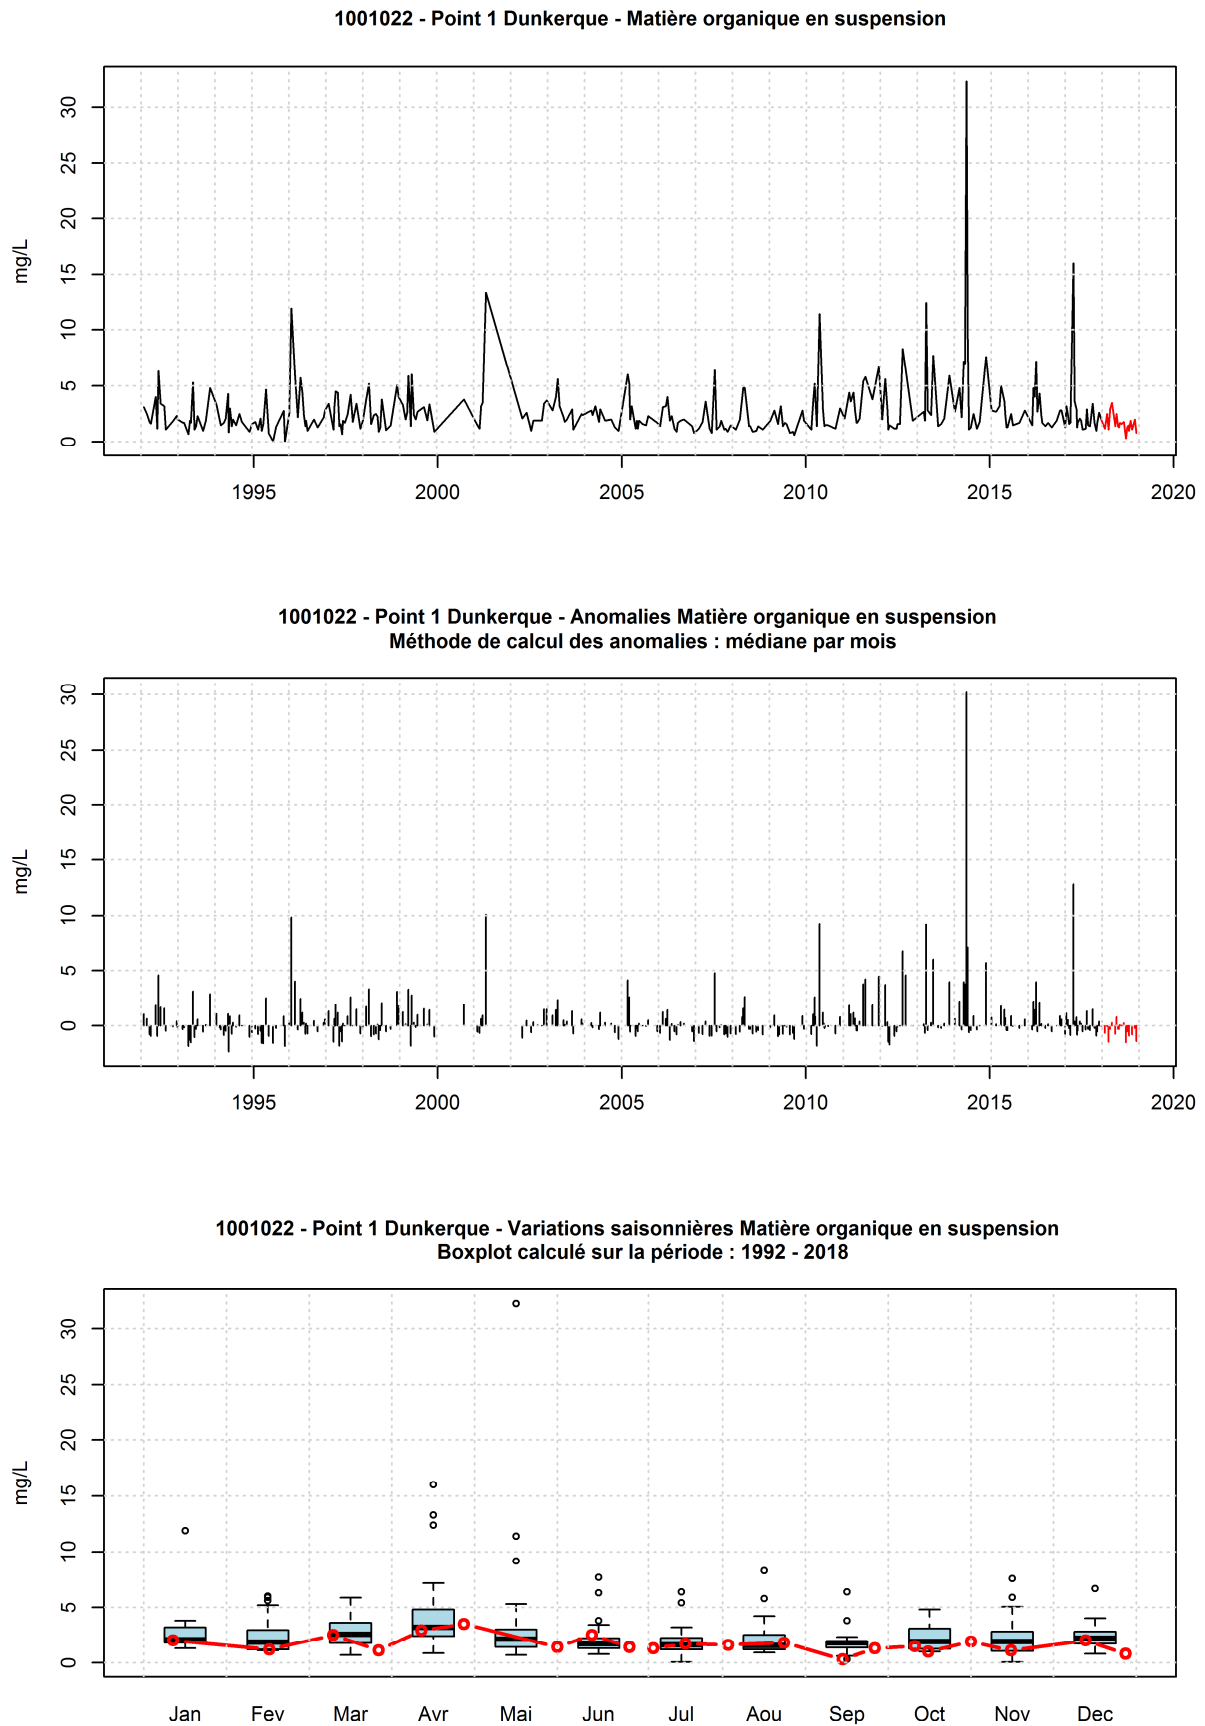 1001022 - Point 1 Dunkerque - Matière organique en suspension
mg/L
30
25
20
15
10
5
0
1995 2000 2005 2010 2015 2020
1001022 - Point 1 Dunkerque - Anomalies Matière organique en suspension
Méthode de calcul des anomalies : médiane par mois
mg/L
30
25
20
15
10
5
0
1995 2000 2005 2010 2015 2020
1001022 - Point 1 Dunkerque - Variations saisonnières Matière organique en suspension
Boxplot calculé sur la période : 1992 - 2018
mg/L
30
25
20
15
10
5
0
Jan Fev Mar Avr Mai Jun Jul Aou Sep Oct Nov Dec